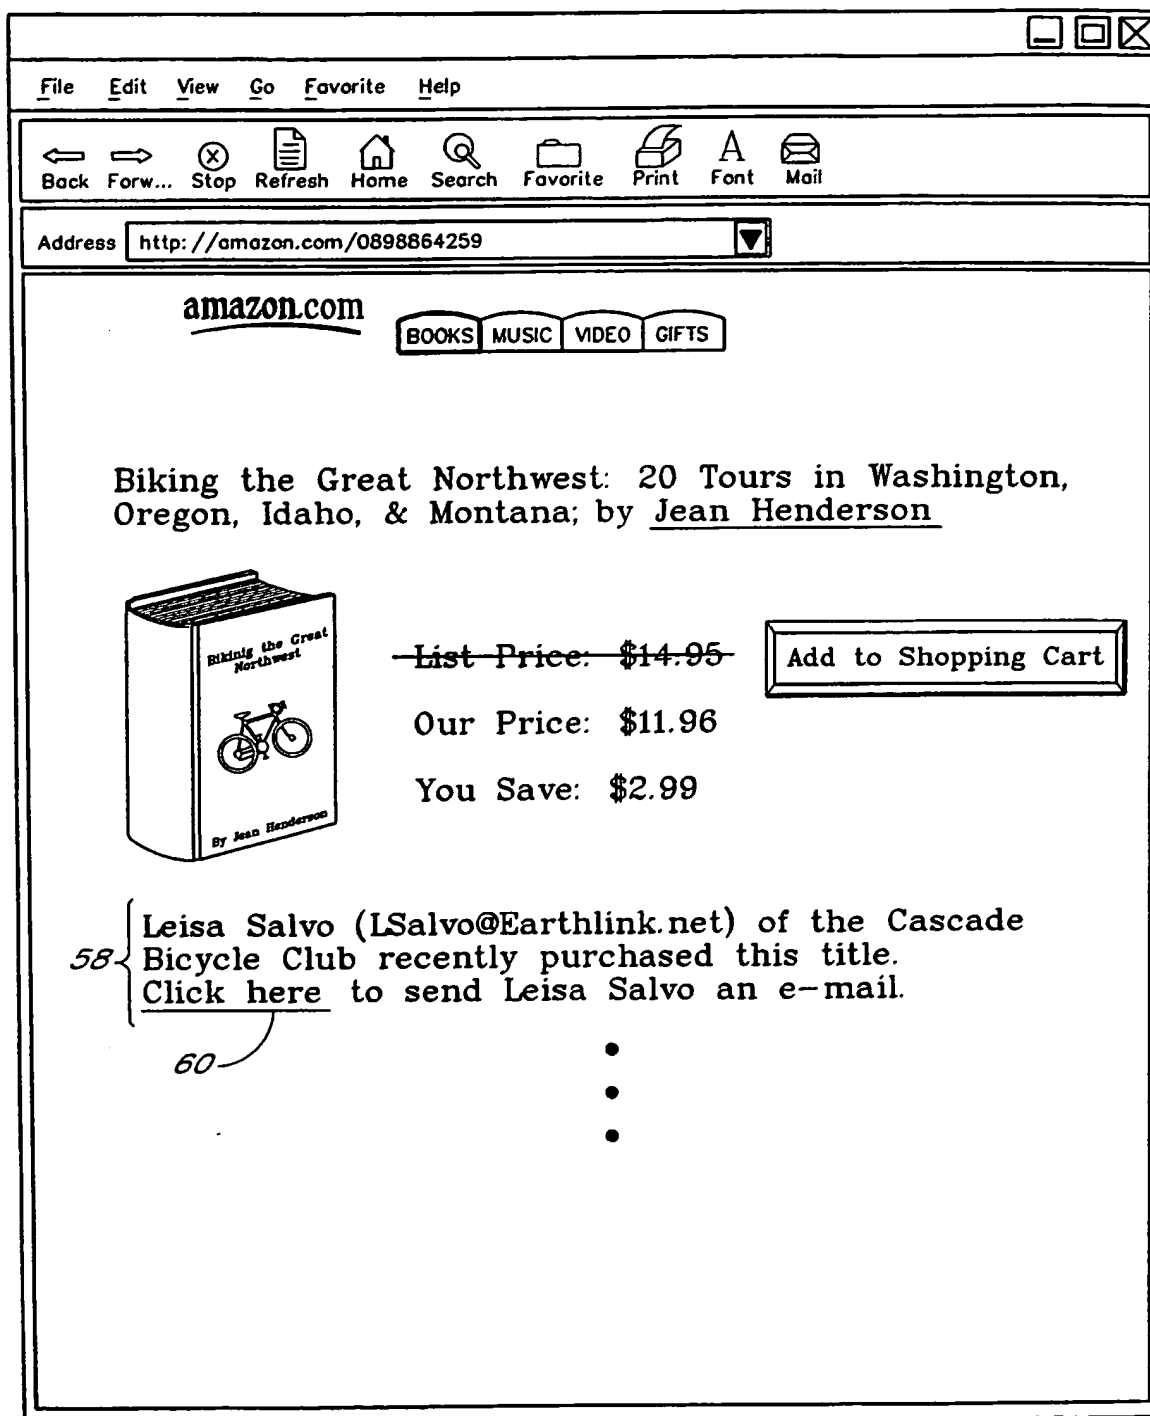 File Edit View Go Favorite Help
Back Forw... Stop Refresh Home Search Favorite Print Font Mail
Address http://amazon.com/0898864259
amazon.com
BOOKS MUSIC VIDEO GIFTS
Biking the Great Northwest: 20 Tours in Washington,
Oregon, Idaho, & Montana; by Jean Henderson
Bikinig the Great
Northwest
By Jean Henderson
List Price: $14.95
Add to Shopping Cart
Our Price: $11.96
You Save: $2.99
58
Leisa Salvo (LSalvo@Earthlink.net) of the Cascade
Bicycle Club recently purchased this title.
Click here to send Leisa Salvo an e-mail.
60